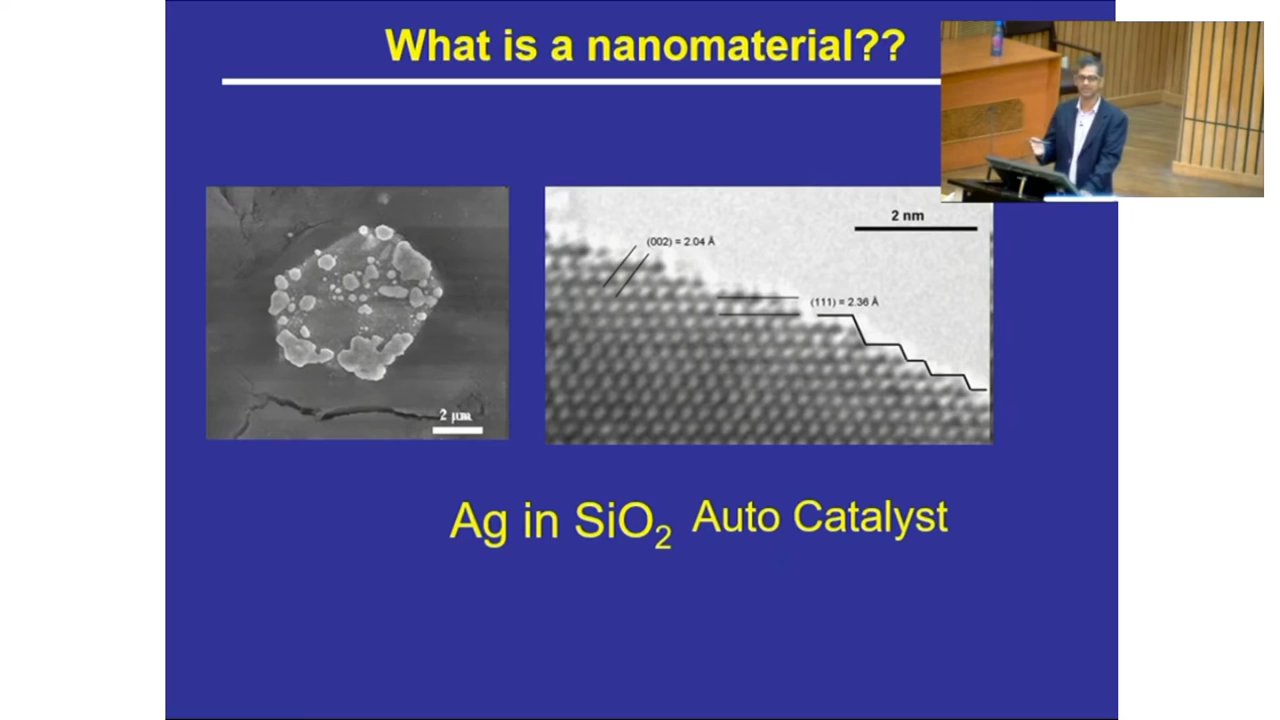 What is a nanomaterial??
2 nm
(002) = 2.04 Å
(111) = 2.36 Å
2 μm
Ag in SiO₂ Auto Catalyst